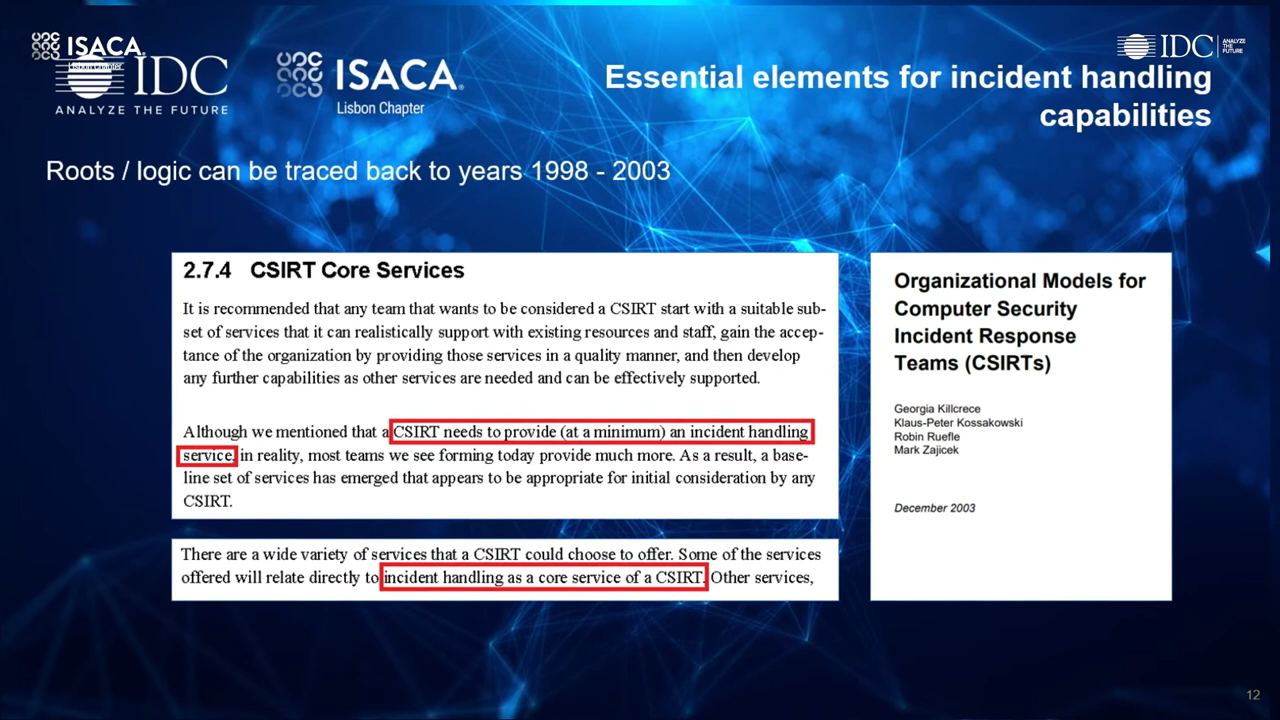 ISACA.
Lisbon Chapter
IDC
ANALYZE THE FUTURE
ISACA®
Lisbon Chapter
IDC
ANALYZE
THE
FUTURE
Essential elements for incident handling
capabilities
Roots / logic can be traced back to years 1998 - 2003
2.7.4 CSIRT Core Services
It is recommended that any team that wants to be considered a CSIRT start with a suitable sub-
set of services that it can realistically support with existing resources and staff, gain the accep-
tance of the organization by providing those services in a quality manner, and then develop
any further capabilities as other services are needed and can be effectively supported.
Although we mentioned that a CSIRT needs to provide (at a minimum) an incident handling
service, in reality, most teams we see forming today provide much more. As a result, a base-
line set of services has emerged that appears to be appropriate for initial consideration by any
CSIRT.
There are a wide variety of services that a CSIRT could choose to offer. Some of the services
offered will relate directly to incident handling as a core service of a CSIRT. Other services,
Organizational Models for
Computer Security
Incident Response
Teams (CSIRTs)
Georgia Killcrece
Klaus-Peter Kossakowski
Robin Ruefle
Mark Zajicek
December 2003
12